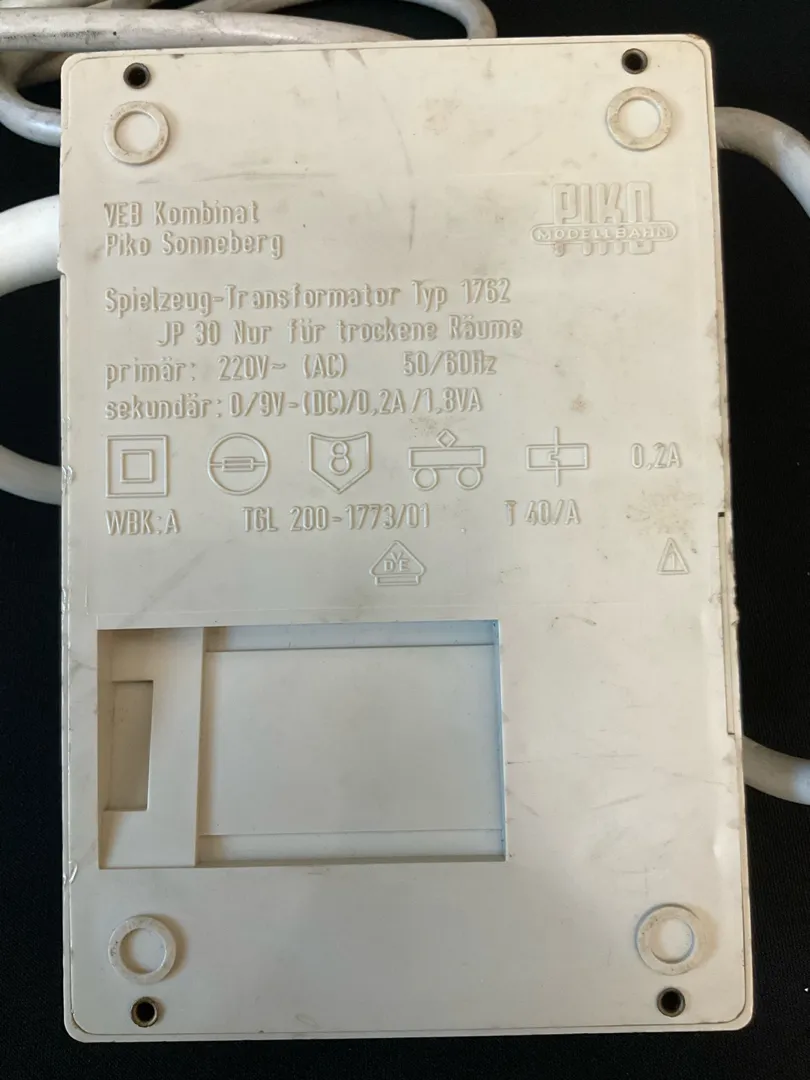 VEB Kombinat
Piko Sonneberg
PIKO
MODELLBAHN
Spielzeug-Transformator Typ 1762
JP 30 Nur für trockene Räume
primär: 220V~ (AC) 50/60Hz
sekundär: 0/9V-(DC)/0,2A/1,8VA
8
0,2A
WBK:A TGL 200-1773/01 T 40/A
VDE